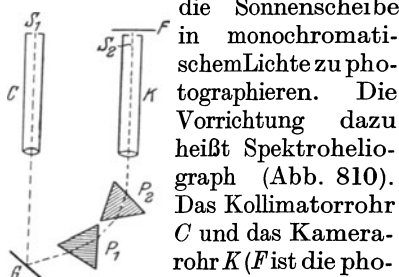 S₁
F
S₂
C
K
P₂
P₁
G
die Sonnenscheibe
in monochromati-
schemLichte zu pho-
tographieren. Die
Vorrichtung dazu
heißt Spektrohelio-
graph (Abb. 810).
Das Kollimatorrohr
C und das Kamera-
rohr K (F ist die pho-